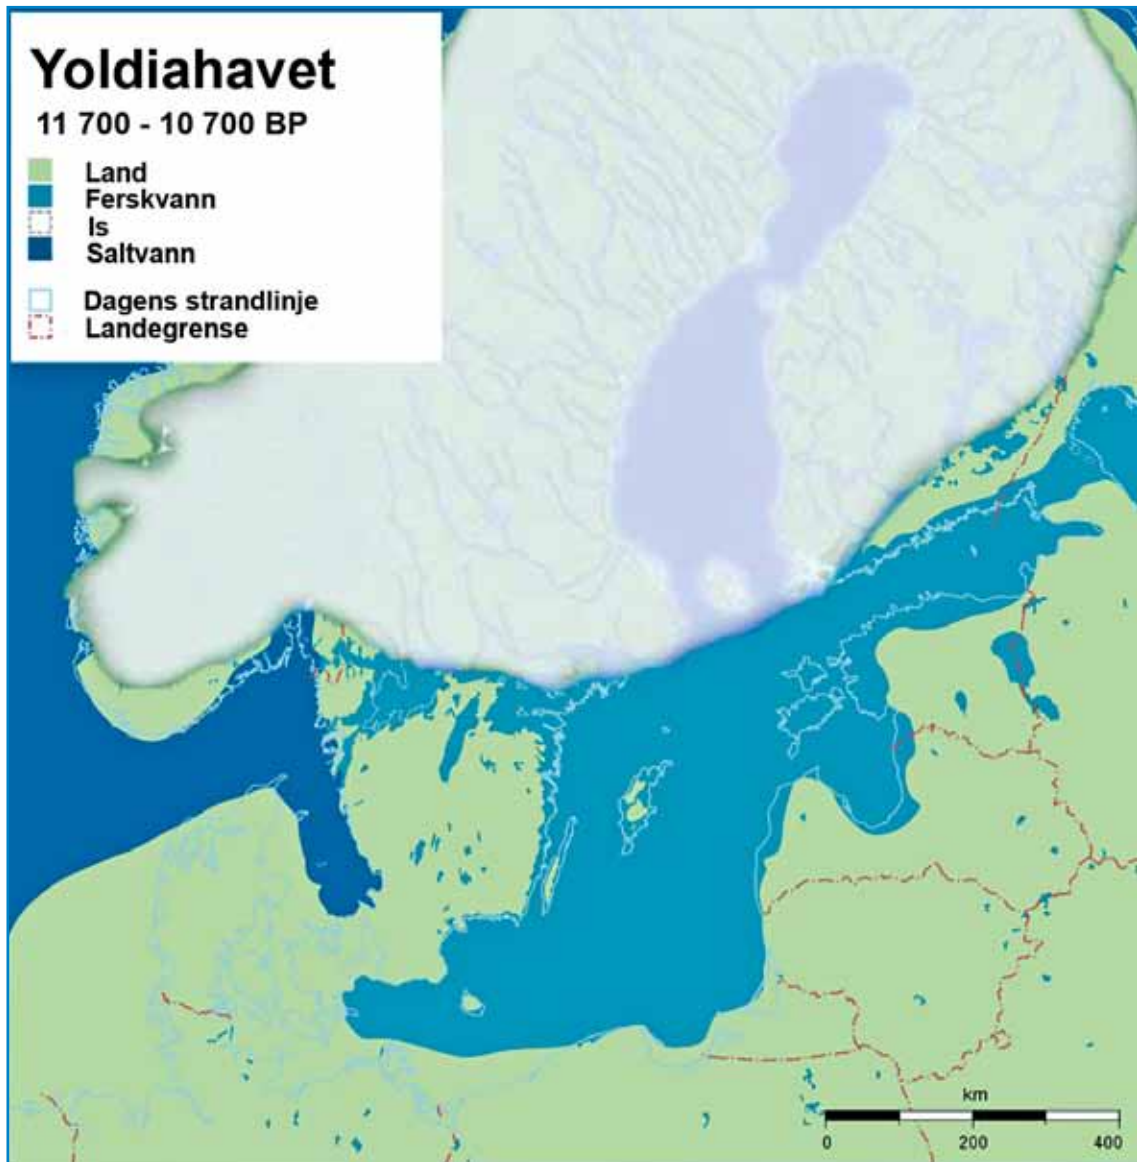 Yoldiahavet
11 700 - 10 700 BP
Land
Ferskvann
Is
Saltvann
Dagens strandlinje
Landegrense
km
0 200 400